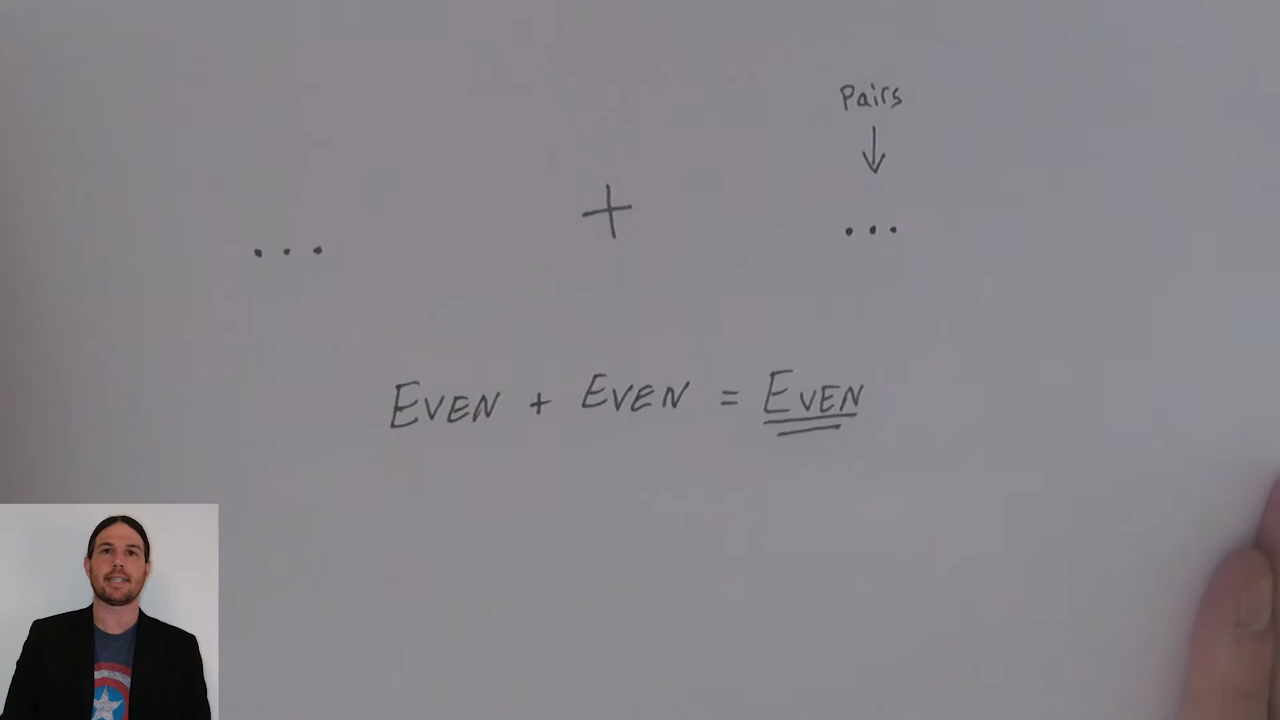 Pairs
... + ...
EVEN + EVEN = EVEN